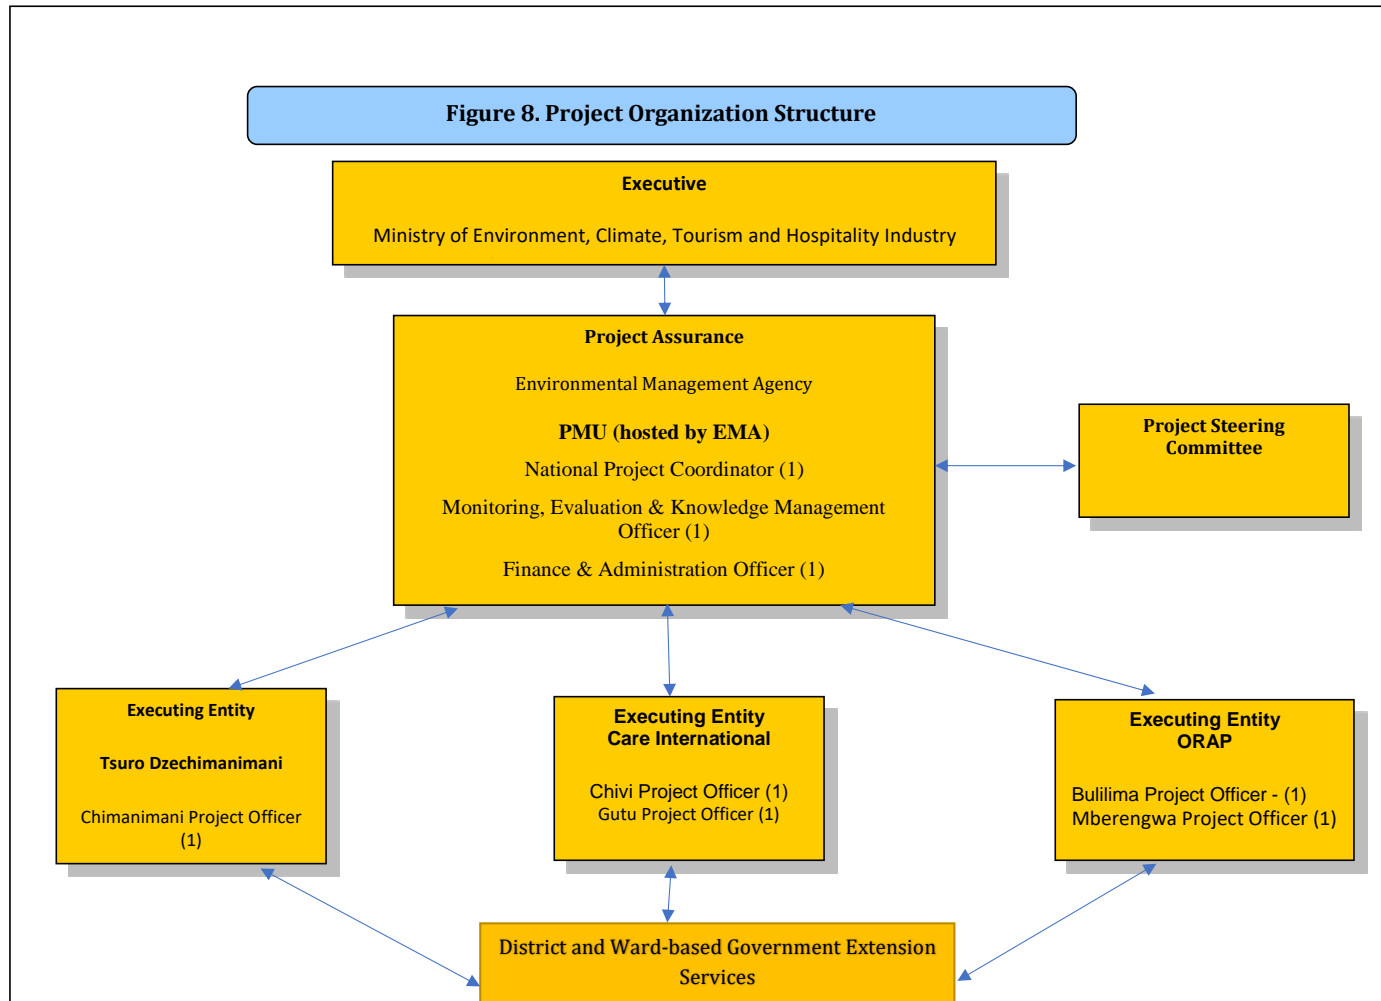 Figure 8. Project Organization Structure
Executive
Ministry of Environment, Climate, Tourism and Hospitality Industry
Project Assurance
Environmental Management Agency
PMU (hosted by EMA)
National Project Coordinator (1)
Monitoring, Evaluation & Knowledge Management
Officer (1)
Finance & Administration Officer (1)
Project Steering
Committee
Executing Entity
Tsuro Dzechimanimani
Chimanimani Project Officer
(1)
Executing Entity
Care International
Chivi Project Officer (1)
Gutu Project Officer (1)
Executing Entity
ORAP
Bulilima Project Officer - (1)
Mberengwa Project Officer (1)
District and Ward-based Government Extension
Services